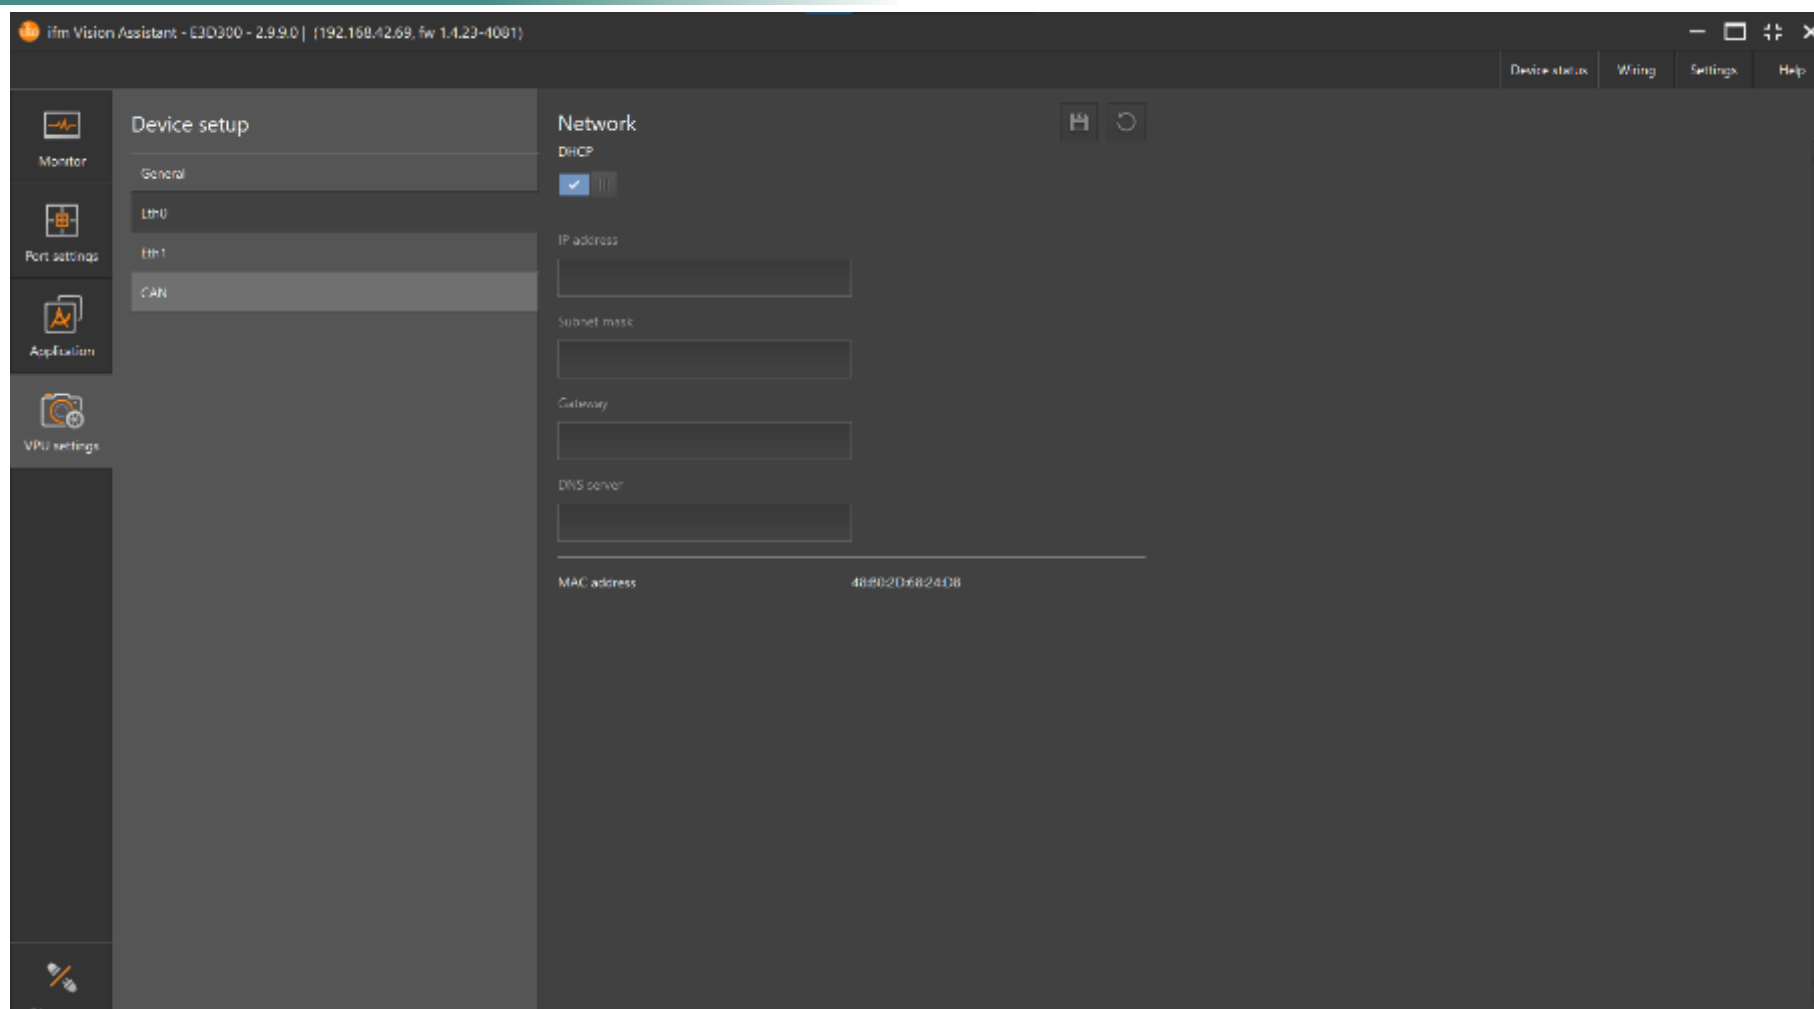 ifm Vision Assistant - E3D300 - 2.9.9.0 | (192.168.42.69, fw 1.4.23-4081)
Device status Wiring Settings Help
Monitor
Port settings
Application
VPU settings
Device setup
General
Eth0
Eth1
CAN
Network
DHCP
IP address
Subnet mask
Gateway
DNS server
MAC address